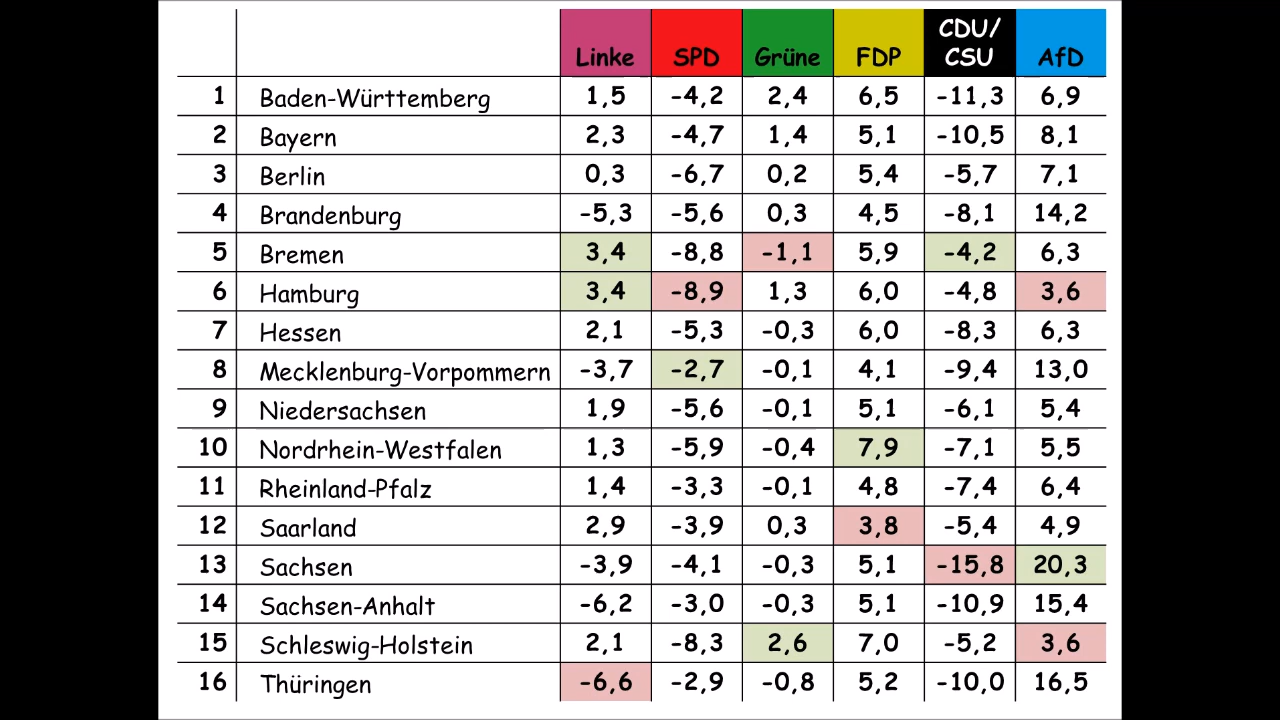 Linke SPD Grüne FDP CDU/ CSU AfD
1 Baden-Württemberg 1,5 -4,2 2,4 6,5 -11,3 6,9
2 Bayern 2,3 -4,7 1,4 5,1 -10,5 8,1
3 Berlin 0,3 -6,7 0,2 5,4 -5,7 7,1
4 Brandenburg -5,3 -5,6 0,3 4,5 -8,1 14,2
5 Bremen 3,4 -8,8 -1,1 5,9 -4,2 6,3
6 Hamburg 3,4 -8,9 1,3 6,0 -4,8 3,6
7 Hessen 2,1 -5,3 -0,3 6,0 -8,3 6,3
8 Mecklenburg-Vorpommern -3,7 -2,7 -0,1 4,1 -9,4 13,0
9 Niedersachsen 1,9 -5,6 -0,1 5,1 -6,1 5,4
10 Nordrhein-Westfalen 1,3 -5,9 -0,4 7,9 -7,1 5,5
11 Rheinland-Pfalz 1,4 -3,3 -0,1 4,8 -7,4 6,4
12 Saarland 2,9 -3,9 0,3 3,8 -5,4 4,9
13 Sachsen -3,9 -4,1 -0,3 5,1 -15,8 20,3
14 Sachsen-Anhalt -6,2 -3,0 -0,3 5,1 -10,9 15,4
15 Schleswig-Holstein 2,1 -8,3 2,6 7,0 -5,2 3,6
16 Thüringen -6,6 -2,9 -0,8 5,2 -10,0 16,5